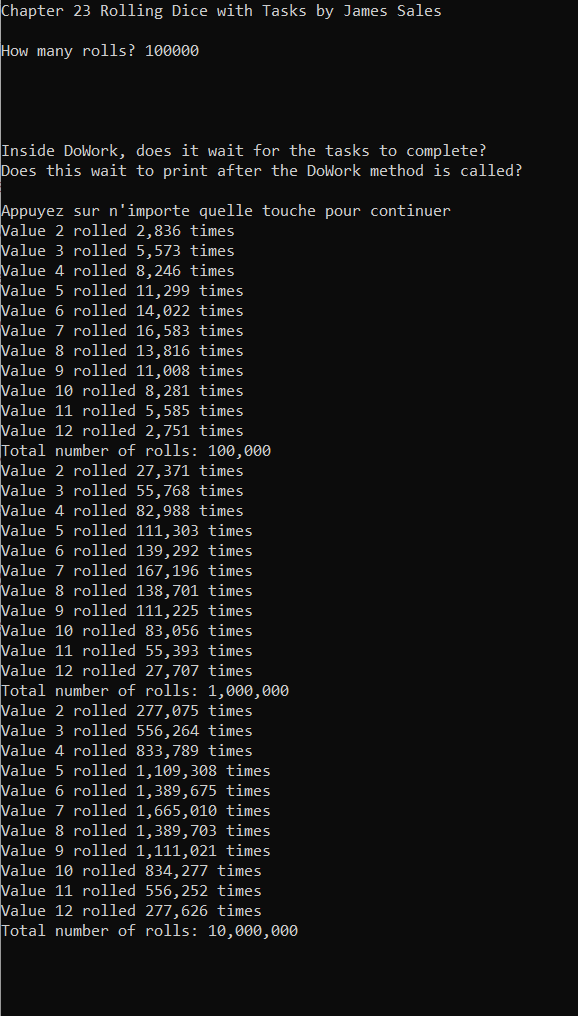 Chapter 23 Rolling Dice with Tasks by James Sales
How many rolls? 100000
Inside DoWork, does it wait for the tasks to complete?
Does this wait to print after the DoWork method is called?
Appuyez sur n'importe quelle touche pour continuer
Value 2 rolled 2,836 times
Value 3 rolled 5,573 times
Value 4 rolled 8,246 times
Value 5 rolled 11,299 times
Value 6 rolled 14,022 times
Value 7 rolled 16,583 times
Value 8 rolled 13,816 times
Value 9 rolled 11,008 times
Value 10 rolled 8,281 times
Value 11 rolled 5,585 times
Value 12 rolled 2,751 times
Total number of rolls: 100,000
Value 2 rolled 27,371 times
Value 3 rolled 55,768 times
Value 4 rolled 82,988 times
Value 5 rolled 111,303 times
Value 6 rolled 139,292 times
Value 7 rolled 167,196 times
Value 8 rolled 138,701 times
Value 9 rolled 111,225 times
Value 10 rolled 83,056 times
Value 11 rolled 55,393 times
Value 12 rolled 27,707 times
Total number of rolls: 1,000,000
Value 2 rolled 277,075 times
Value 3 rolled 556,264 times
Value 4 rolled 833,789 times
Value 5 rolled 1,109,308 times
Value 6 rolled 1,389,675 times
Value 7 rolled 1,665,010 times
Value 8 rolled 1,389,703 times
Value 9 rolled 1,111,021 times
Value 10 rolled 834,277 times
Value 11 rolled 556,252 times
Value 12 rolled 277,626 times
Total number of rolls: 10,000,000